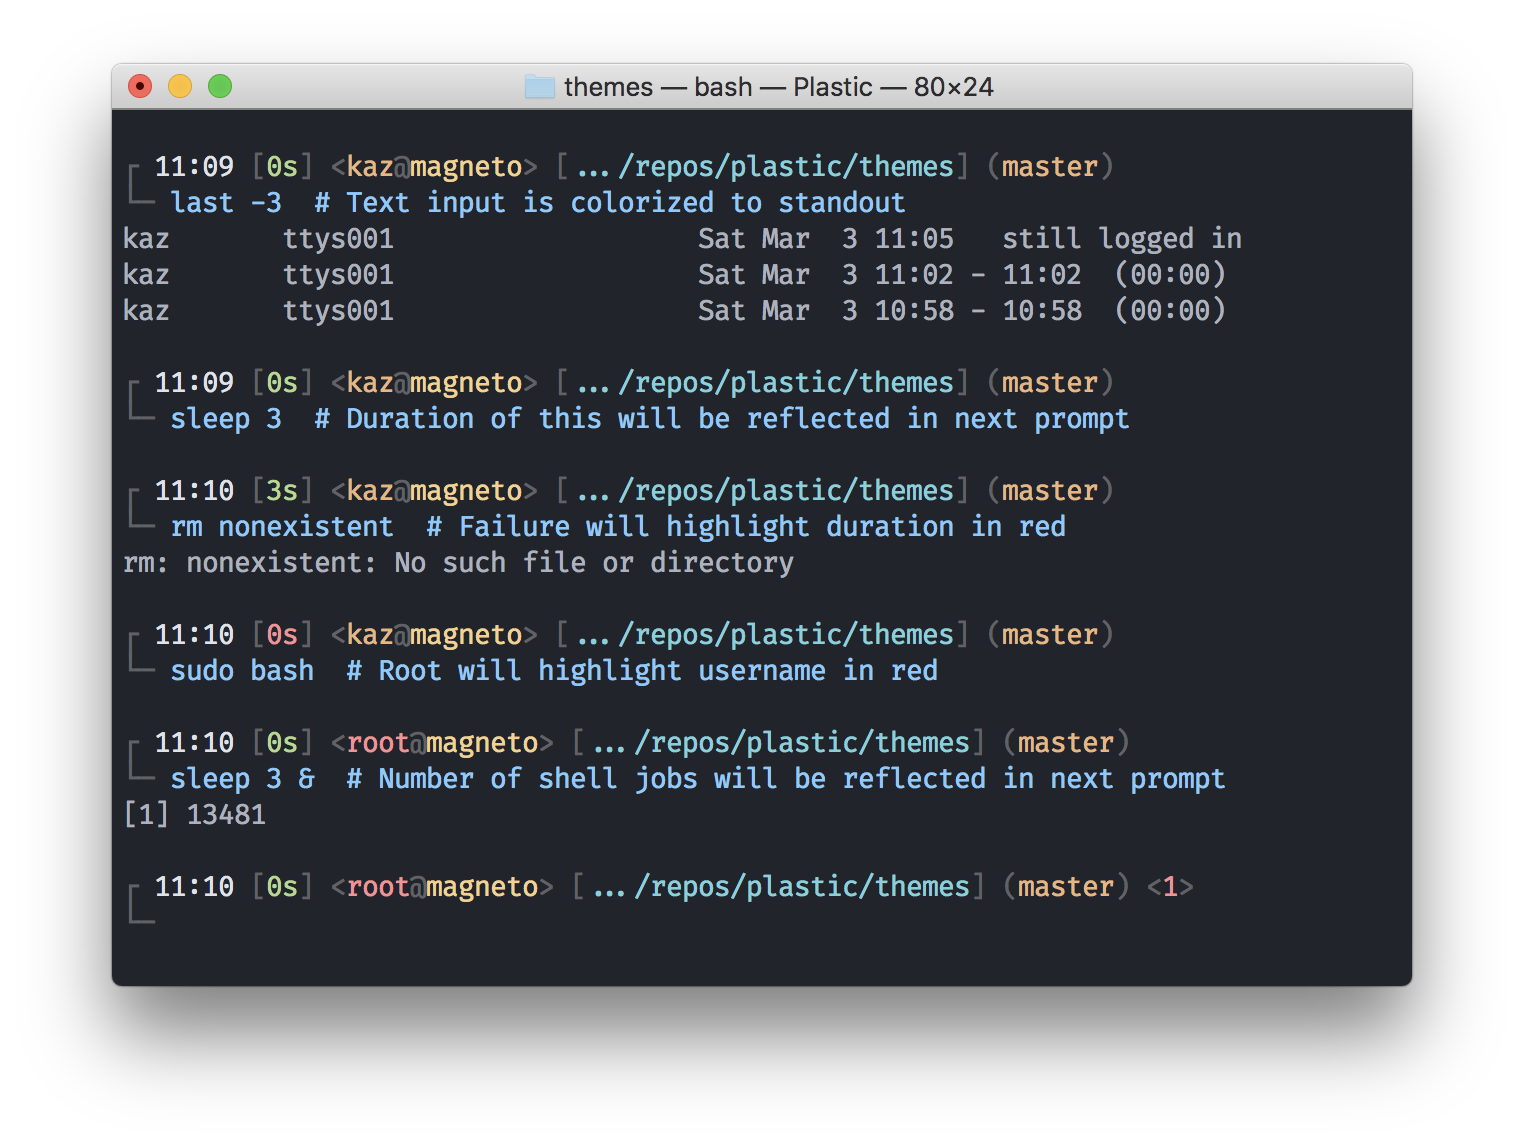 themes — bash — Plastic — 80×24
┌ 11:09 [0s] <kaz@magneto> [ … /repos/plastic/themes] (master)
└─ last -3  # Text input is colorized to standout
kaz       ttys001                   Sat Mar  3 11:05   still logged in
kaz       ttys001                   Sat Mar  3 11:02 - 11:02  (00:00)
kaz       ttys001                   Sat Mar  3 10:58 - 10:58  (00:00)
┌ 11:09 [0s] <kaz@magneto> [ … /repos/plastic/themes] (master)
└─ sleep 3  # Duration of this will be reflected in next prompt
┌ 11:10 [3s] <kaz@magneto> [ … /repos/plastic/themes] (master)
└─ rm nonexistent  # Failure will highlight duration in red
rm: nonexistent: No such file or directory
┌ 11:10 [0s] <kaz@magneto> [ … /repos/plastic/themes] (master)
└─ sudo bash  # Root will highlight username in red
┌ 11:10 [0s] <root@magneto> [ … /repos/plastic/themes] (master)
└─ sleep 3 &  # Number of shell jobs will be reflected in next prompt
[1] 13481
┌ 11:10 [0s] <root@magneto> [ … /repos/plastic/themes] (master) <1>
└─